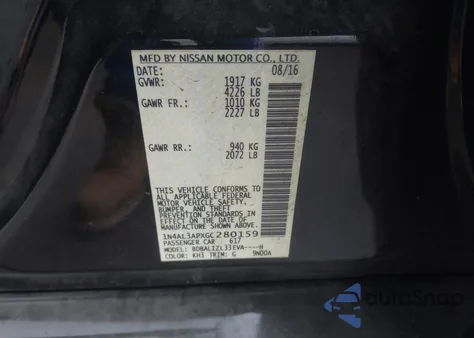 MFD BY NISSAN MOTOR CO., LTD.
DATE: 08/16
GVWR: 1917 KG
4226 LB
GAWR FR: 1010 KG
2227 LB
GAWR RR: 940 KG
2072 LB
THIS VEHICLE CONFORMS TO
ALL APPLICABLE FEDERAL
MOTOR VEHICLE SAFETY,
BUMPER, AND THEFT
PREVENTION STANDARDS
IN EFFECT ON THE DATE OF
MANUFACTURE SHOWN ABOVE.
1N4AL3APXGC280159
PASSENGER CAR 617
MODEL: BDBALIZL33EVA----H
COLOR: KH3 TRIM: G 9N00A
AutoSnap